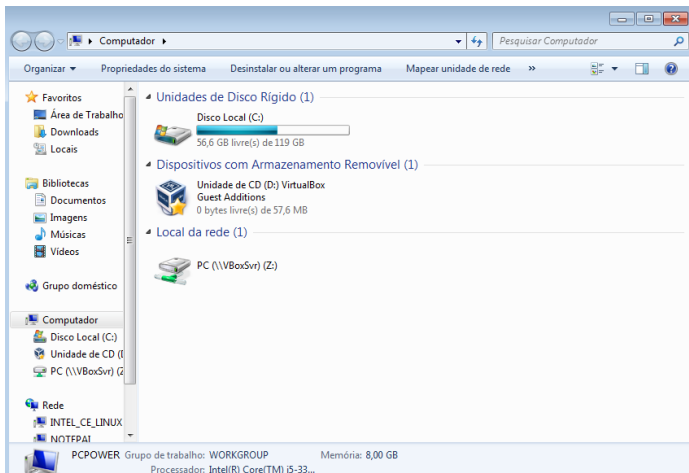 Computador
Pesquisar Computador
Organizar
Propriedades do sistema
Desinstalar ou alterar um programa
Mapear unidade de rede
»
Favoritos
Área de Trabalho
Downloads
Locais
Bibliotecas
Documentos
Imagens
Músicas
Vídeos
Grupo doméstico
Computador
Disco Local (C:)
Unidade de CD (
PC (\\VBoxSvr) (Z
Rede
INTEL_CE_LINUX
NOTEPAI
Unidades de Disco Rígido (1)
Disco Local (C:)
56,6 GB livre(s) de 119 GB
Dispositivos com Armazenamento Removível (1)
Unidade de CD (D:) VirtualBox
Guest Additions
0 bytes livre(s) de 57,6 MB
Local da rede (1)
PC (\\VBoxSvr) (Z:)
PCPOWER Grupo de trabalho: WORKGROUP Memória: 8,00 GB
Processador: Intel(R) Core(TM) i5-33...